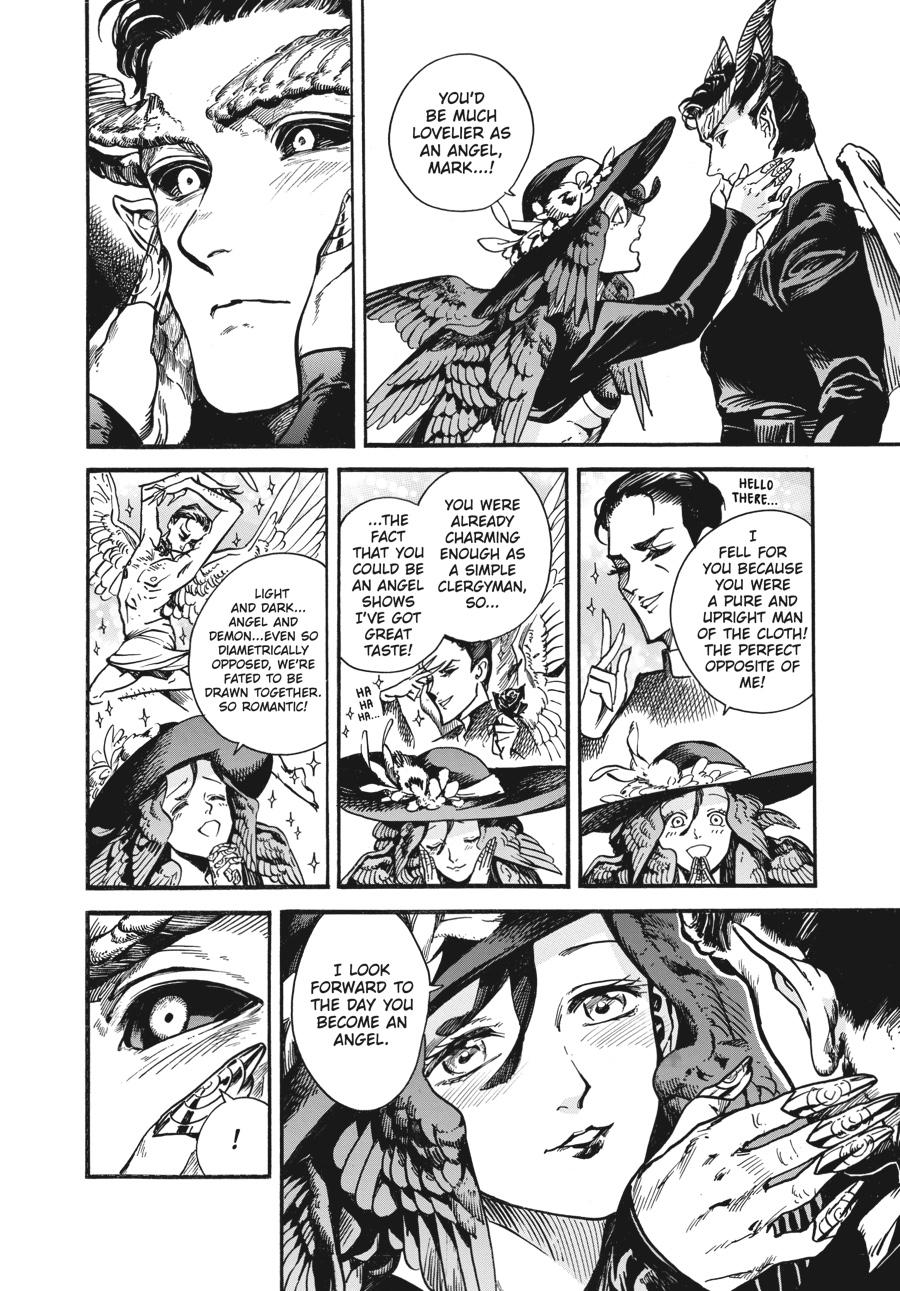 YOU'D
BE MUCH
LOVELIER AS
AN ANGEL,
MARK...!
HELLO
THERE...
I
FELL FOR
YOU BECAUSE
YOU WERE
A PURE AND
UPRIGHT MAN
OF THE CLOTH!
THE PERFECT
OPPOSITE OF
ME!
YOU WERE
ALREADY
CHARMING
ENOUGH AS
A SIMPLE
CLERGYMAN,
SO...
...THE
FACT
THAT YOU
COULD BE
AN ANGEL
SHOWS
I'VE GOT
GREAT
TASTE!
HA
HA
HA...
LIGHT
AND DARK...
ANGEL AND
DEMON...EVEN SO
DIAMETRICALLY
OPPOSED, WE'RE
FATED TO BE
DRAWN TOGETHER.
SO ROMANTIC!
I LOOK
FORWARD TO
THE DAY YOU
BECOME AN
ANGEL.
!